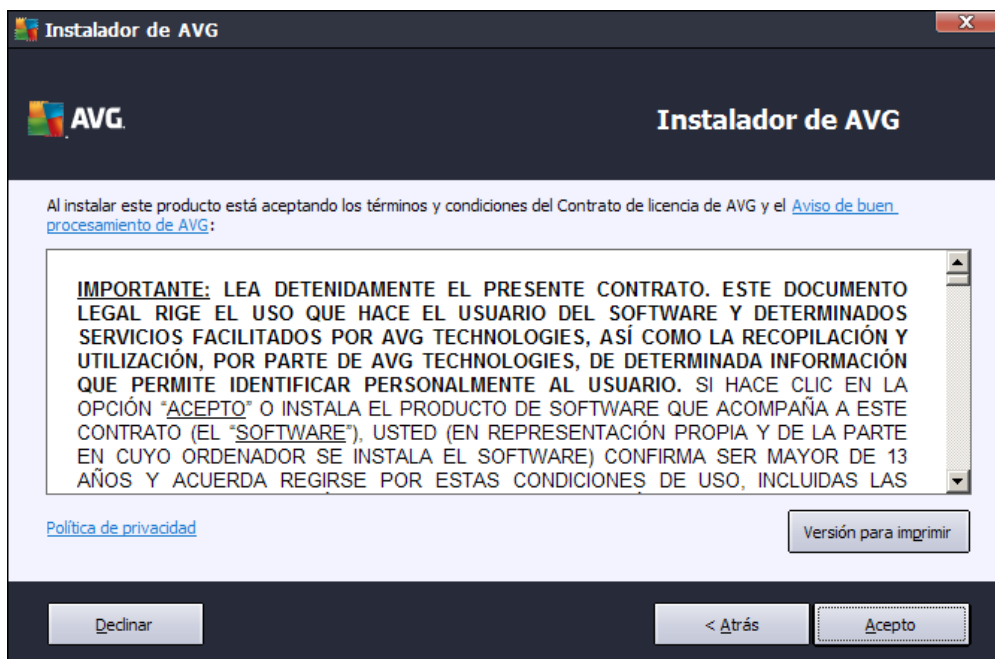 Instalador de AVG
AVG.
Instalador de AVG
Al instalar este producto está aceptando los términos y condiciones del Contrato de licencia de AVG y el Aviso de buen
procesamiento de AVG:
IMPORTANTE: LEA DETENIDAMENTE EL PRESENTE CONTRATO. ESTE DOCUMENTO
LEGAL RIGE EL USO QUE HACE EL USUARIO DEL SOFTWARE Y DETERMINADOS
SERVICIOS FACILITADOS POR AVG TECHNOLOGIES, ASÍ COMO LA RECOPILACIÓN Y
UTILIZACIÓN, POR PARTE DE AVG TECHNOLOGIES, DE DETERMINADA INFORMACIÓN
QUE PERMITE IDENTIFICAR PERSONALMENTE AL USUARIO. SI HACE CLIC EN LA
OPCIÓN “ACEPTO” O INSTALA EL PRODUCTO DE SOFTWARE QUE ACOMPAÑA A ESTE
CONTRATO (EL “SOFTWARE”), USTED (EN REPRESENTACIÓN PROPIA Y DE LA PARTE
EN CUYO ORDENADOR SE INSTALA EL SOFTWARE) CONFIRMA SER MAYOR DE 13
AÑOS Y ACUERDA REGIRSE POR ESTAS CONDICIONES DE USO, INCLUIDAS LAS
Política de privacidad
Versión para imprimir
Declinar
< Atrás
Acepto